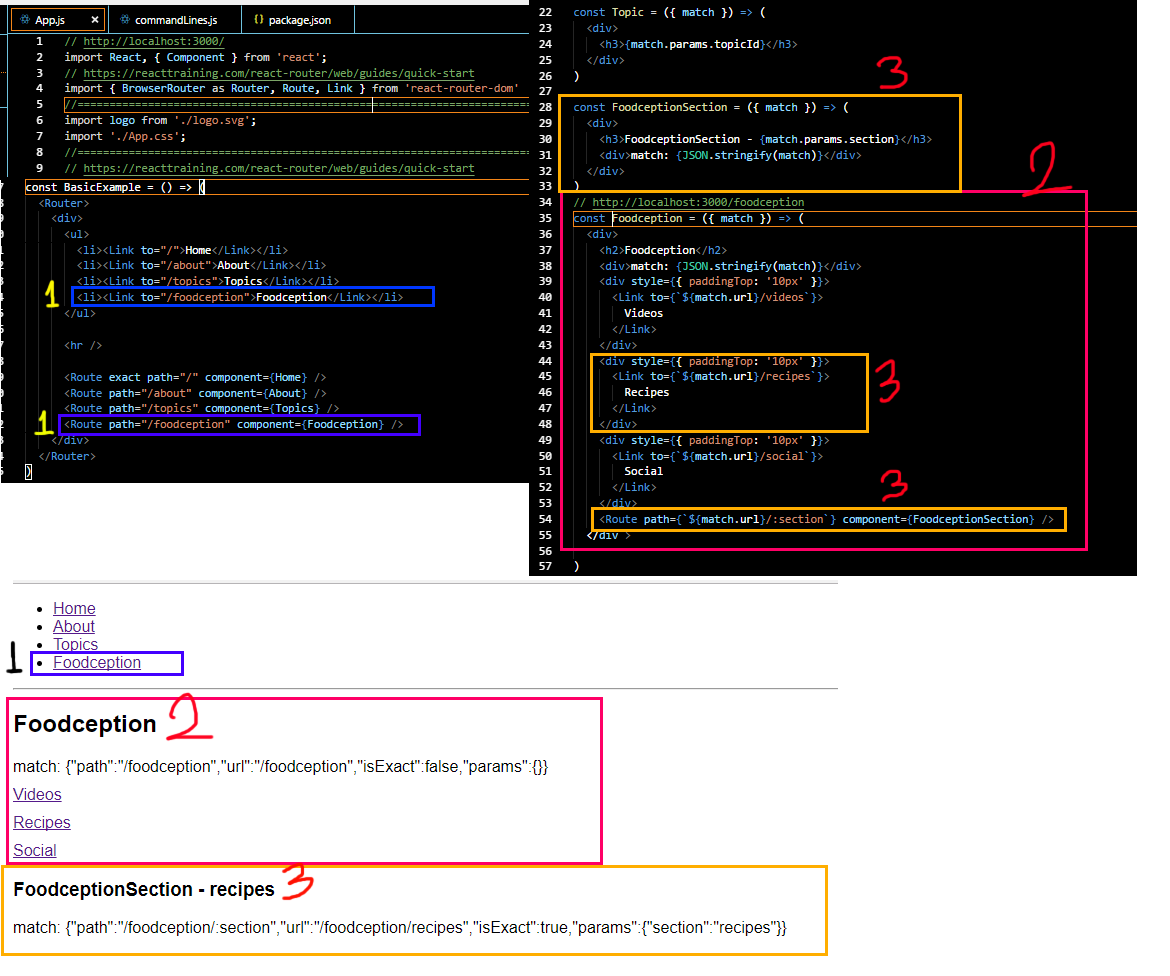 App.js × commandLines.js {} package.json
1 // http://localhost:3000/
2 import React, { Component } from 'react';
3 // https://reacttraining.com/react-router/web/guides/quick-start
4 import { BrowserRouter as Router, Route, Link } from 'react-router-dom'
5 //======================================================================
6 import logo from './logo.svg';
7 import './App.css';
8 //======================================================================
9 // https://reacttraining.com/react-router/web/guides/quick-start
const BasicExample = () => (
<Router>
<div>
<ul>
<li><Link to="/">Home</Link></li>
<li><Link to="/about">About</Link></li>
<li><Link to="/topics">Topics</Link></li>
1 <li><Link to="/foodception">Foodception</Link></li>
</ul>
<hr />
<Route exact path="/" component={Home} />
<Route path="/about" component={About} />
<Route path="/topics" component={Topics} />
1 <Route path="/foodception" component={Foodception} />
</div>
</Router>
)
22 const Topic = ({ match }) => (
23 <div>
24 <h3>{match.params.topicId}</h3>
25 </div>
26 )
27
3
28 const FoodceptionSection = ({ match }) => (
29 <div>
30 <h3>FoodceptionSection - {match.params.section}</h3>
31 <div>match: {JSON.stringify(match)}</div>
32 </div>
33 )
2
34 // http://localhost:3000/foodception
35 const Foodception = ({ match }) => (
36 <div>
37 <h2>Foodception</h2>
38 <div>match: {JSON.stringify(match)}</div>
39 <div style={{ paddingTop: '10px' }}>
40 <Link to={`${match.url}/videos`}>
41 Videos
42 </Link>
43 </div>
44 <div style={{ paddingTop: '10px' }}>
45 <Link to={`${match.url}/recipes`}>
46 Recipes
3
47 </Link>
48 </div>
49 <div style={{ paddingTop: '10px' }}>
50 <Link to={`${match.url}/social`}>
51 Social
52 </Link>
3
53 </div>
54 <Route path={`${match.url}/:section`} component={FoodceptionSection} />
55 </div >
56
57 )
Home
About
Topics
1 Foodception
Foodception 2
match: {"path":"/foodception","url":"/foodception","isExact":false,"params":{}}
Videos
Recipes
Social
FoodceptionSection - recipes 3
match: {"path":"/foodception/:section","url":"/foodception/recipes","isExact":true,"params":{"section":"recipes"}}